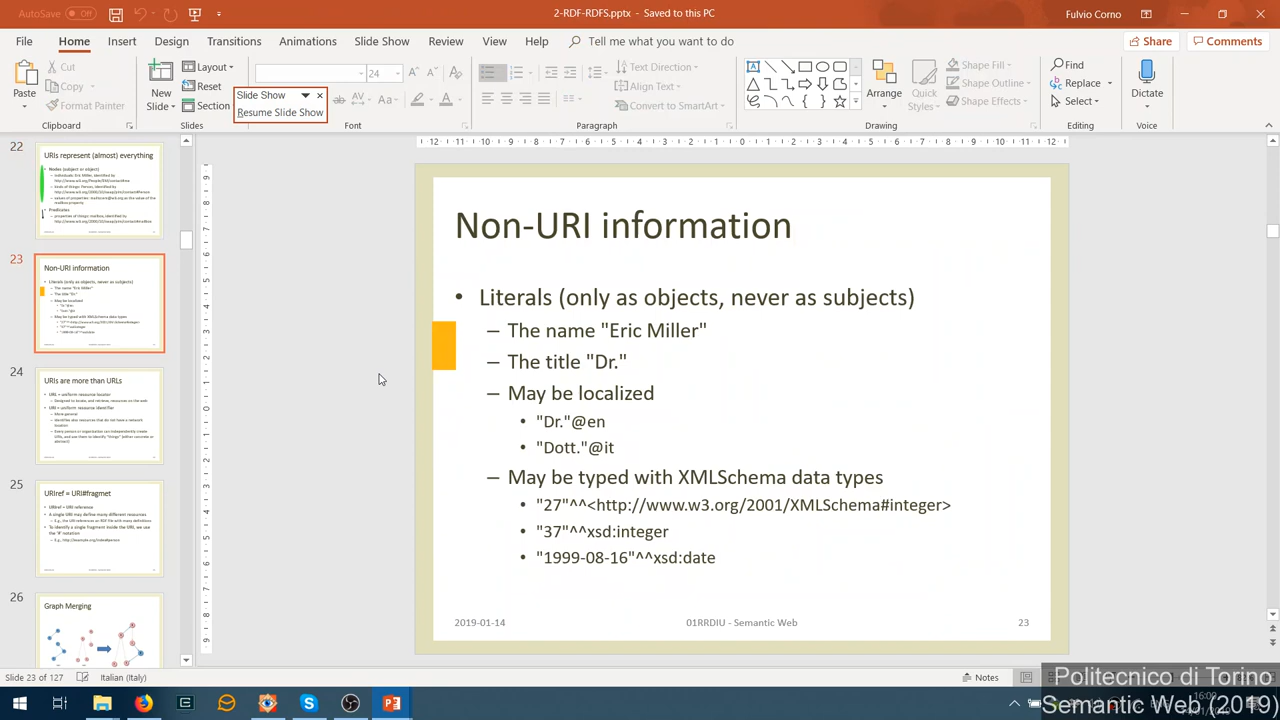 AutoSave Off
2-RDF-RDFS.pptx - Saved to this PC
Fulvio Corno
File Home Insert Design Transitions Animations Slide Show Review View Help Tell me what you want to do
Share Comments
Paste
Cut
Copy
Format Painter
Clipboard
New
Slide
Layout
Reset
Section
Slides
Slide Show
Resume Slide Show
24
Font
Text Direction
Align Text
Convert to SmartArt
Paragraph
Arrange
Quick
Styles
Shape Fill
Shape Outline
Shape Effects
Drawing
Find
Replace
Select
Editing
Dictate
Voice
22
URIs represent (almost) everything
23
Non-URI information
24
URIs are more than URLs
25
URIref = URI#fragmet
26
Graph Merging
Non-URI information
• Literals (only as objects, never as subjects)
– The name "Eric Miller"
– The title "Dr."
– May be localized
• "Dr."@en
• "Dott."@it
– May be typed with XMLSchema data types
• "27"^^<http://www.w3.org/2001/XMLSchema#integer>
• "37"^^xsd:integer
• "1999-08-16"^^xsd:date
2019-01-14
01RRDIU - Semantic Web
23
Slide 23 of 127
Italian (Italy)
Notes
Politecnico di Torino
Semantic Web (2019)